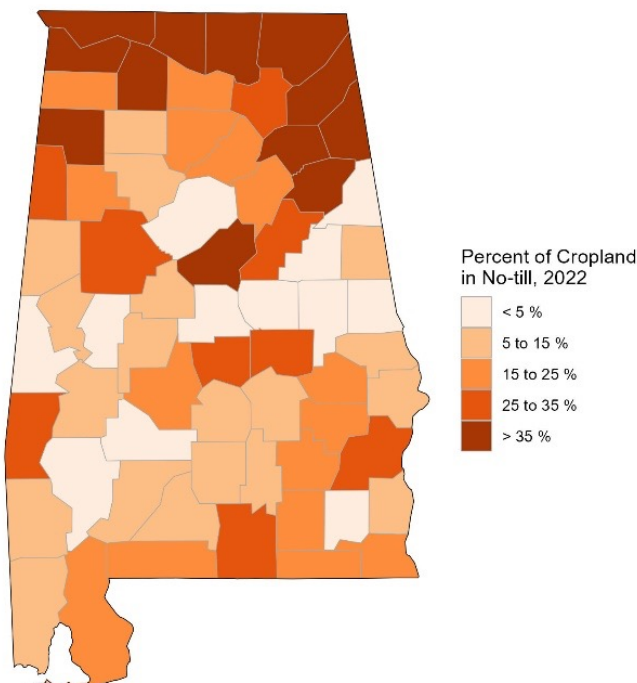 Percent of Cropland
in No-till, 2022
< 5 %
5 to 15 %
15 to 25 %
25 to 35 %
> 35 %